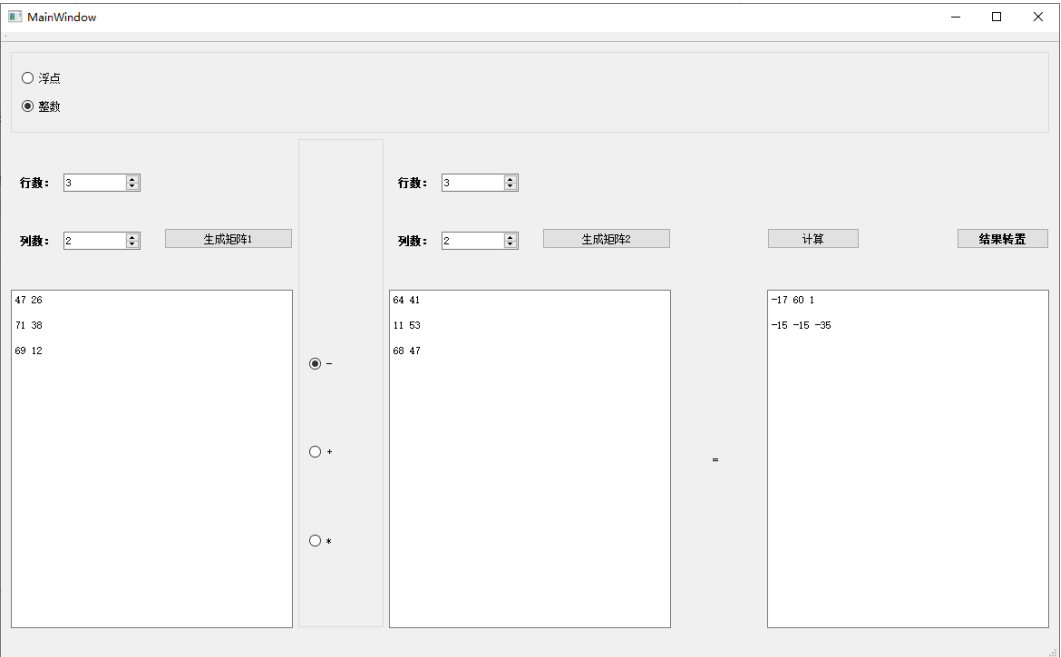 MainWindow
浮点
整数
行数： 3
行数： 3
列数： 2
生成矩阵1
列数： 2
生成矩阵2
计算
结果转置
47 26
71 38
69 12
-
+
*
64 41
11 53
68 47
=
-17 60 1
-15 -15 -35